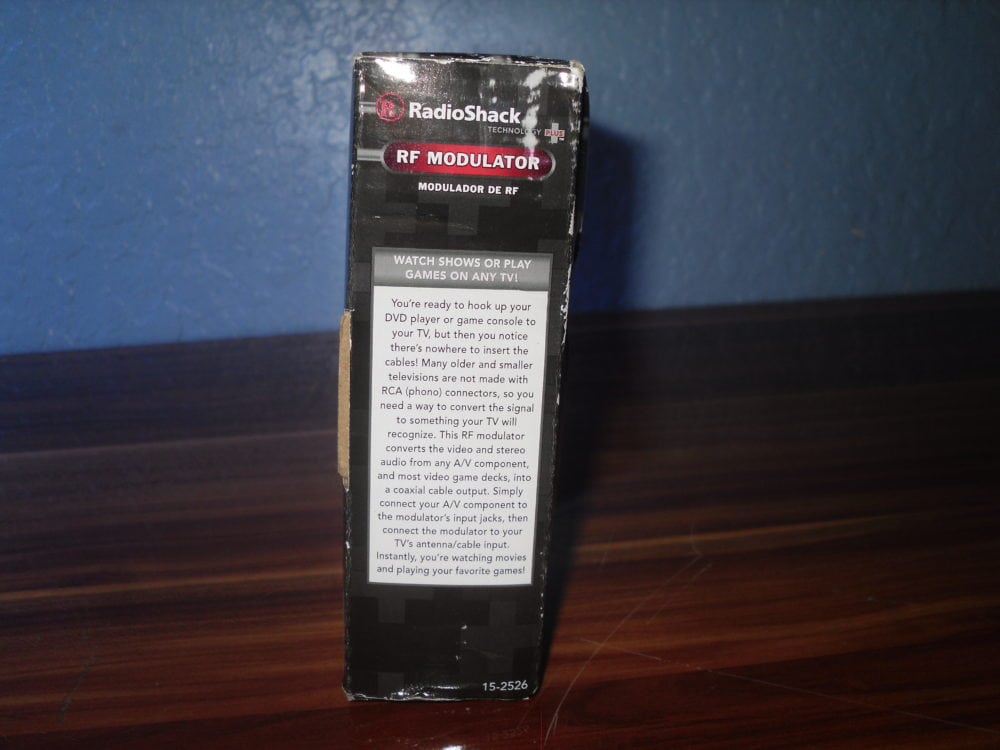 RadioShack
TECHNOLOGY PLUS
RF MODULATOR
MODULADOR DE RF
WATCH SHOWS OR PLAY
GAMES ON ANY TV!
You're ready to hook up your
DVD player or game console to
your TV, but then you notice
there's nowhere to insert the
cables! Many older and smaller
televisions are not made with
RCA (phono) connectors, so you
need a way to convert the signal
to something your TV will
recognize. This RF modulator
converts the video and stereo
audio from any A/V component,
and most video game decks, into
a coaxial cable output. Simply
connect your A/V component to
the modulator's input jacks, then
connect the modulator to your
TV's antenna/cable input.
Instantly, you're watching movies
and playing your favorite games!
15-2526